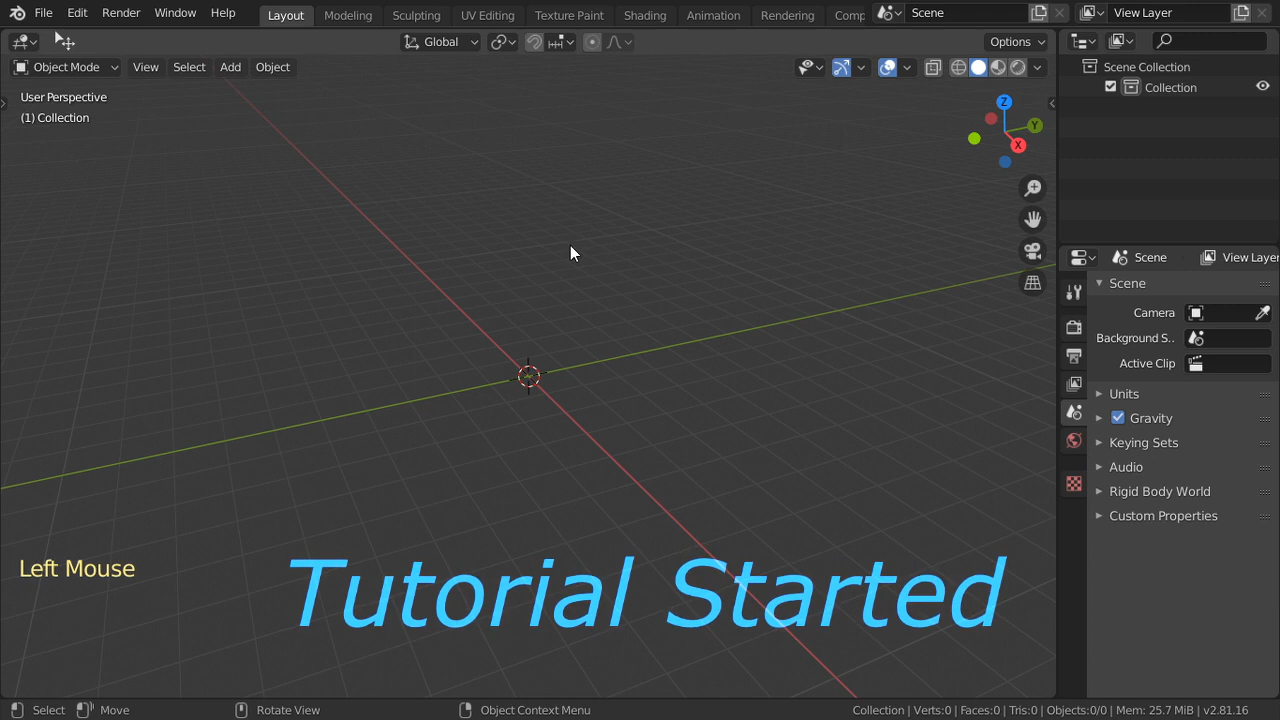 File Edit Render Window Help Layout Modeling Sculpting UV Editing Texture Paint Shading Animation Rendering Comp Scene View Layer
Global Options
Object Mode View Select Add Object
Scene Collection
Collection
User Perspective
(1) Collection
Z
Y
X
Scene View Layer
Scene
Camera
Background S..
Active Clip
Units
Gravity
Keying Sets
Audio
Rigid Body World
Custom Properties
Left Mouse
Tutorial Started
Select Move Rotate View Object Context Menu Collection | Verts:0 | Faces:0 | Tris:0 | Objects:0/0 | Mem: 25.7 MiB | v2.81.16